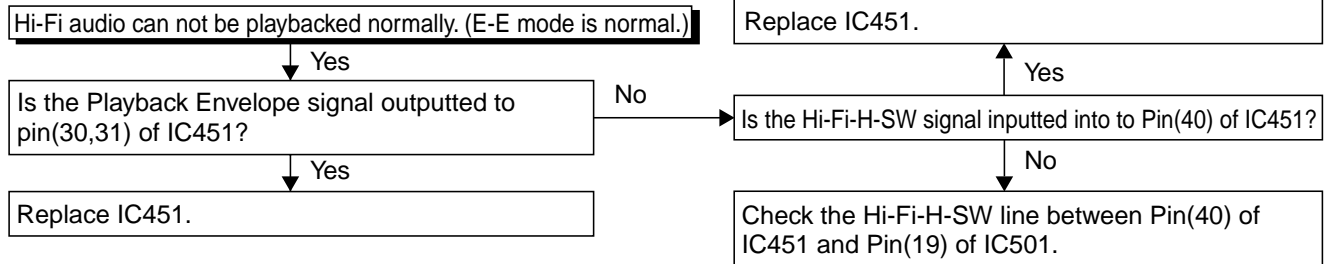 Hi-Fi audio can not be playbacked normally. (E-E mode is normal.)
Yes
Is the Playback Envelope signal outputted to
pin(30,31) of IC451?
Yes
Replace IC451.
No
Replace IC451.
Yes
Is the Hi-Fi-H-SW signal inputted into to Pin(40) of IC451?
No
Check the Hi-Fi-H-SW line between Pin(40) of
IC451 and Pin(19) of IC501.